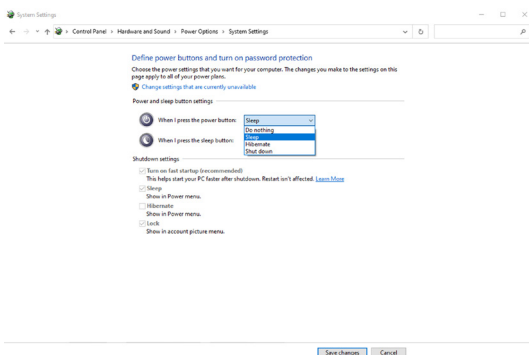 System Settings
Control Panel > Hardware and Sound > Power Options > System Settings
Define power buttons and turn on password protection
Choose the power settings that you want for your computer. The changes you make to the settings on this
page apply to all of your power plans.
Change settings that are currently unavailable
Power and sleep button settings
When I press the power button: Sleep
Do nothing
Sleep
When I press the sleep button: Hibernate
Shut down
Shutdown settings
Turn on fast startup (recommended)
This helps start your PC faster after shutdown. Restart isn't affected. Learn More
Sleep
Show in Power menu.
Hibernate
Show in Power menu.
Lock
Show in account picture menu.
Save changes Cancel